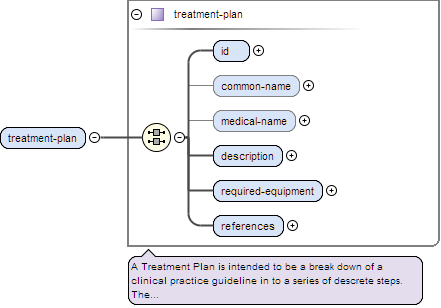 treatment-plan
id
common-name
medical-name
treatment-plan
description
required-equipment
references
A Treatment Plan is intended to be a break down of a
clinical practice guideline in to a series of descrete steps.
The...